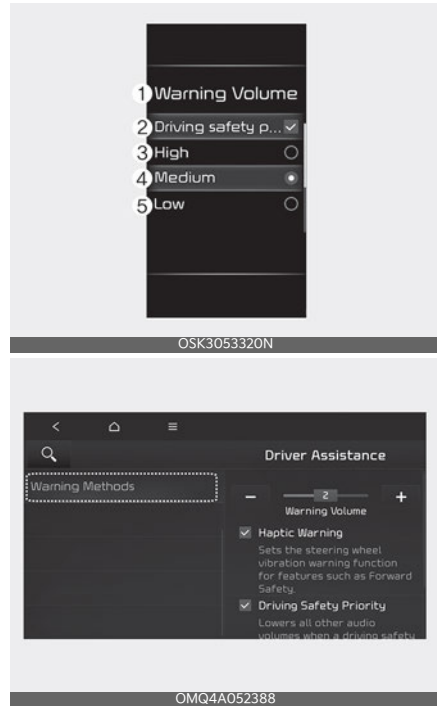 1 Warning Volume
2 Driving safety p...
3 High
4 Medium
5 Low
OSK3053320N
Driver Assistance
Warning Methods
2
Warning Volume
Haptic Warning
Sets the steering wheel
vibration warning function
for features such as Forward
Safety.
Driving Safety Priority
Lowers all other audio
volumes when a driving safety
OMQ4A052388